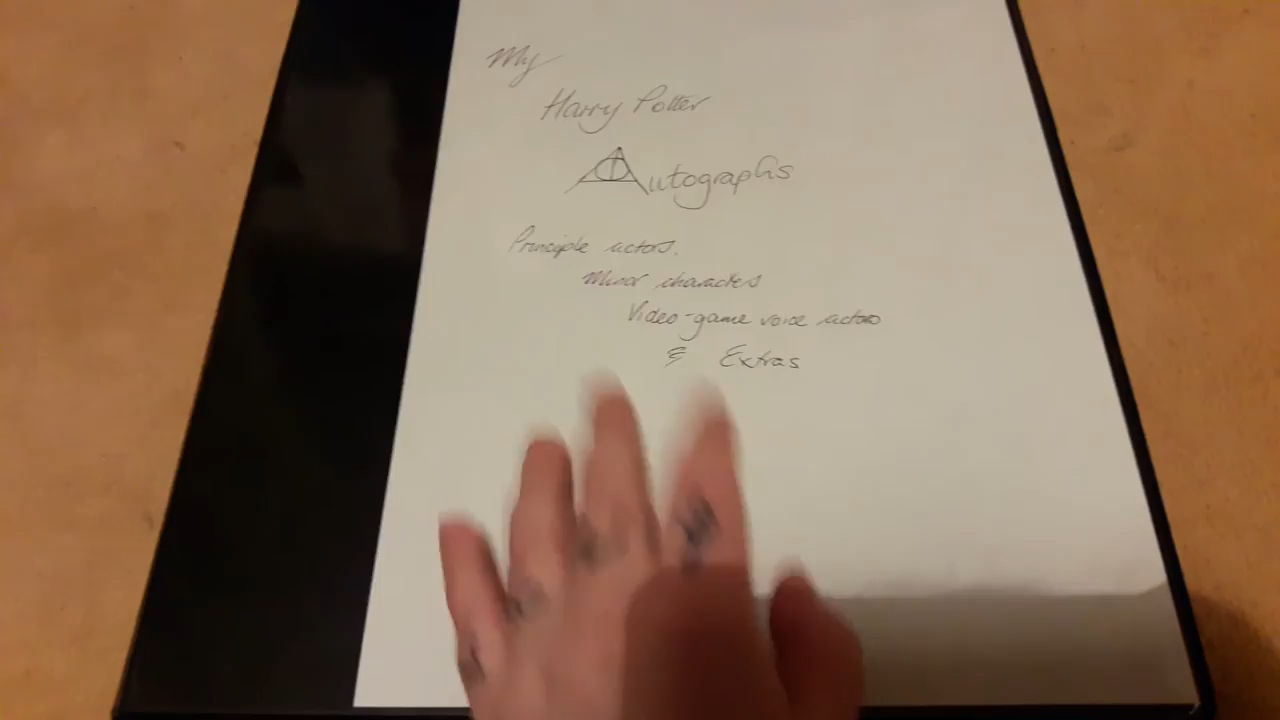 My
Harry Potter
Autographs
Principle actors.
Minor characters
Video-game voice actors
& Extras